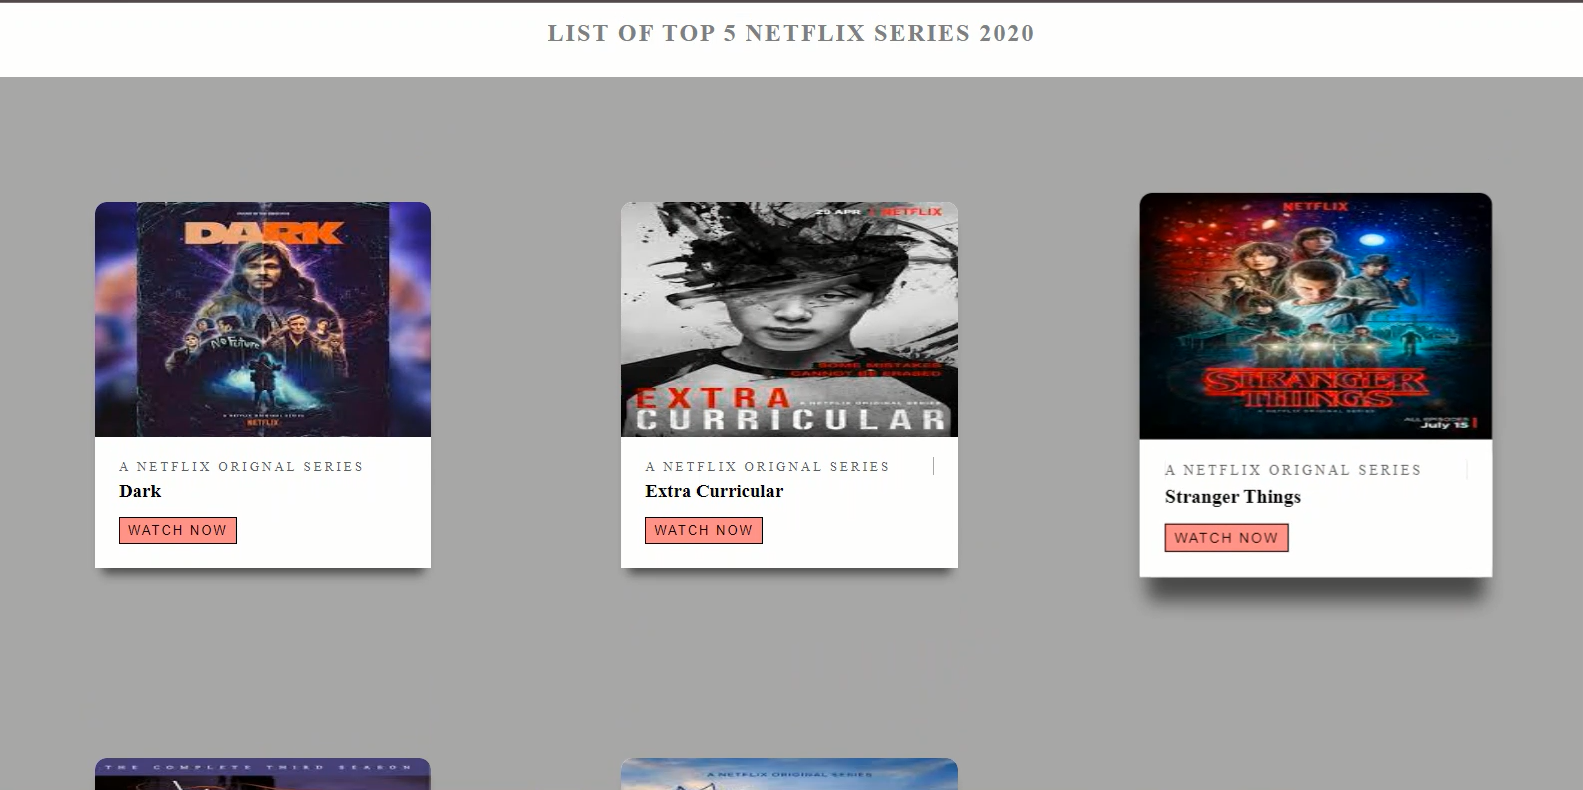 LIST OF TOP 5 NETFLIX SERIES 2020
DARK
NO FUTURE
NETFLIX
A NETFLIX ORIGNAL SERIES
Dark
WATCH NOW
29 APR | NETFLIX
SOME MISTAKES
CANNOT BE ERASED
A NETFLIX ORIGINAL SERIES
EXTRA
CURRICULAR
A NETFLIX ORIGNAL SERIES
Extra Curricular
WATCH NOW
NETFLIX
STRANGER
THINGS
A NETFLIX ORIGINAL SERIES
ALL EPISODES
July 15
A NETFLIX ORIGNAL SERIES
Stranger Things
WATCH NOW
THE COMPLETE THIRD SEASON
A NETFLIX ORIGINAL SERIES